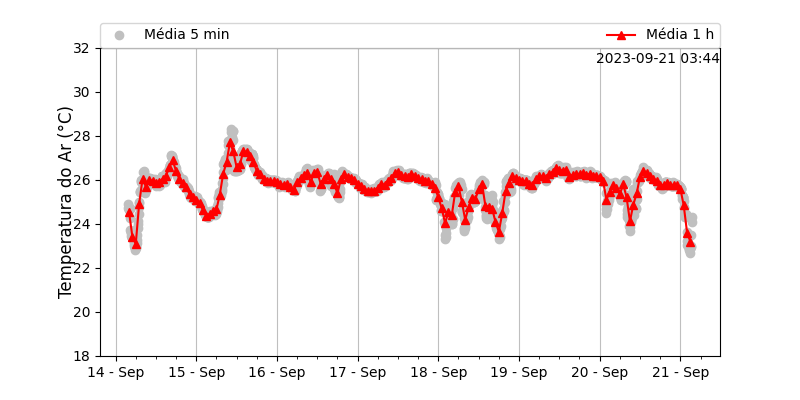 Média 5 min
Média 1 h
2023-09-21 03:44
Temperatura do Ar (°C)
32
30
28
26
24
22
20
18
14 - Sep
15 - Sep
16 - Sep
17 - Sep
18 - Sep
19 - Sep
20 - Sep
21 - Sep